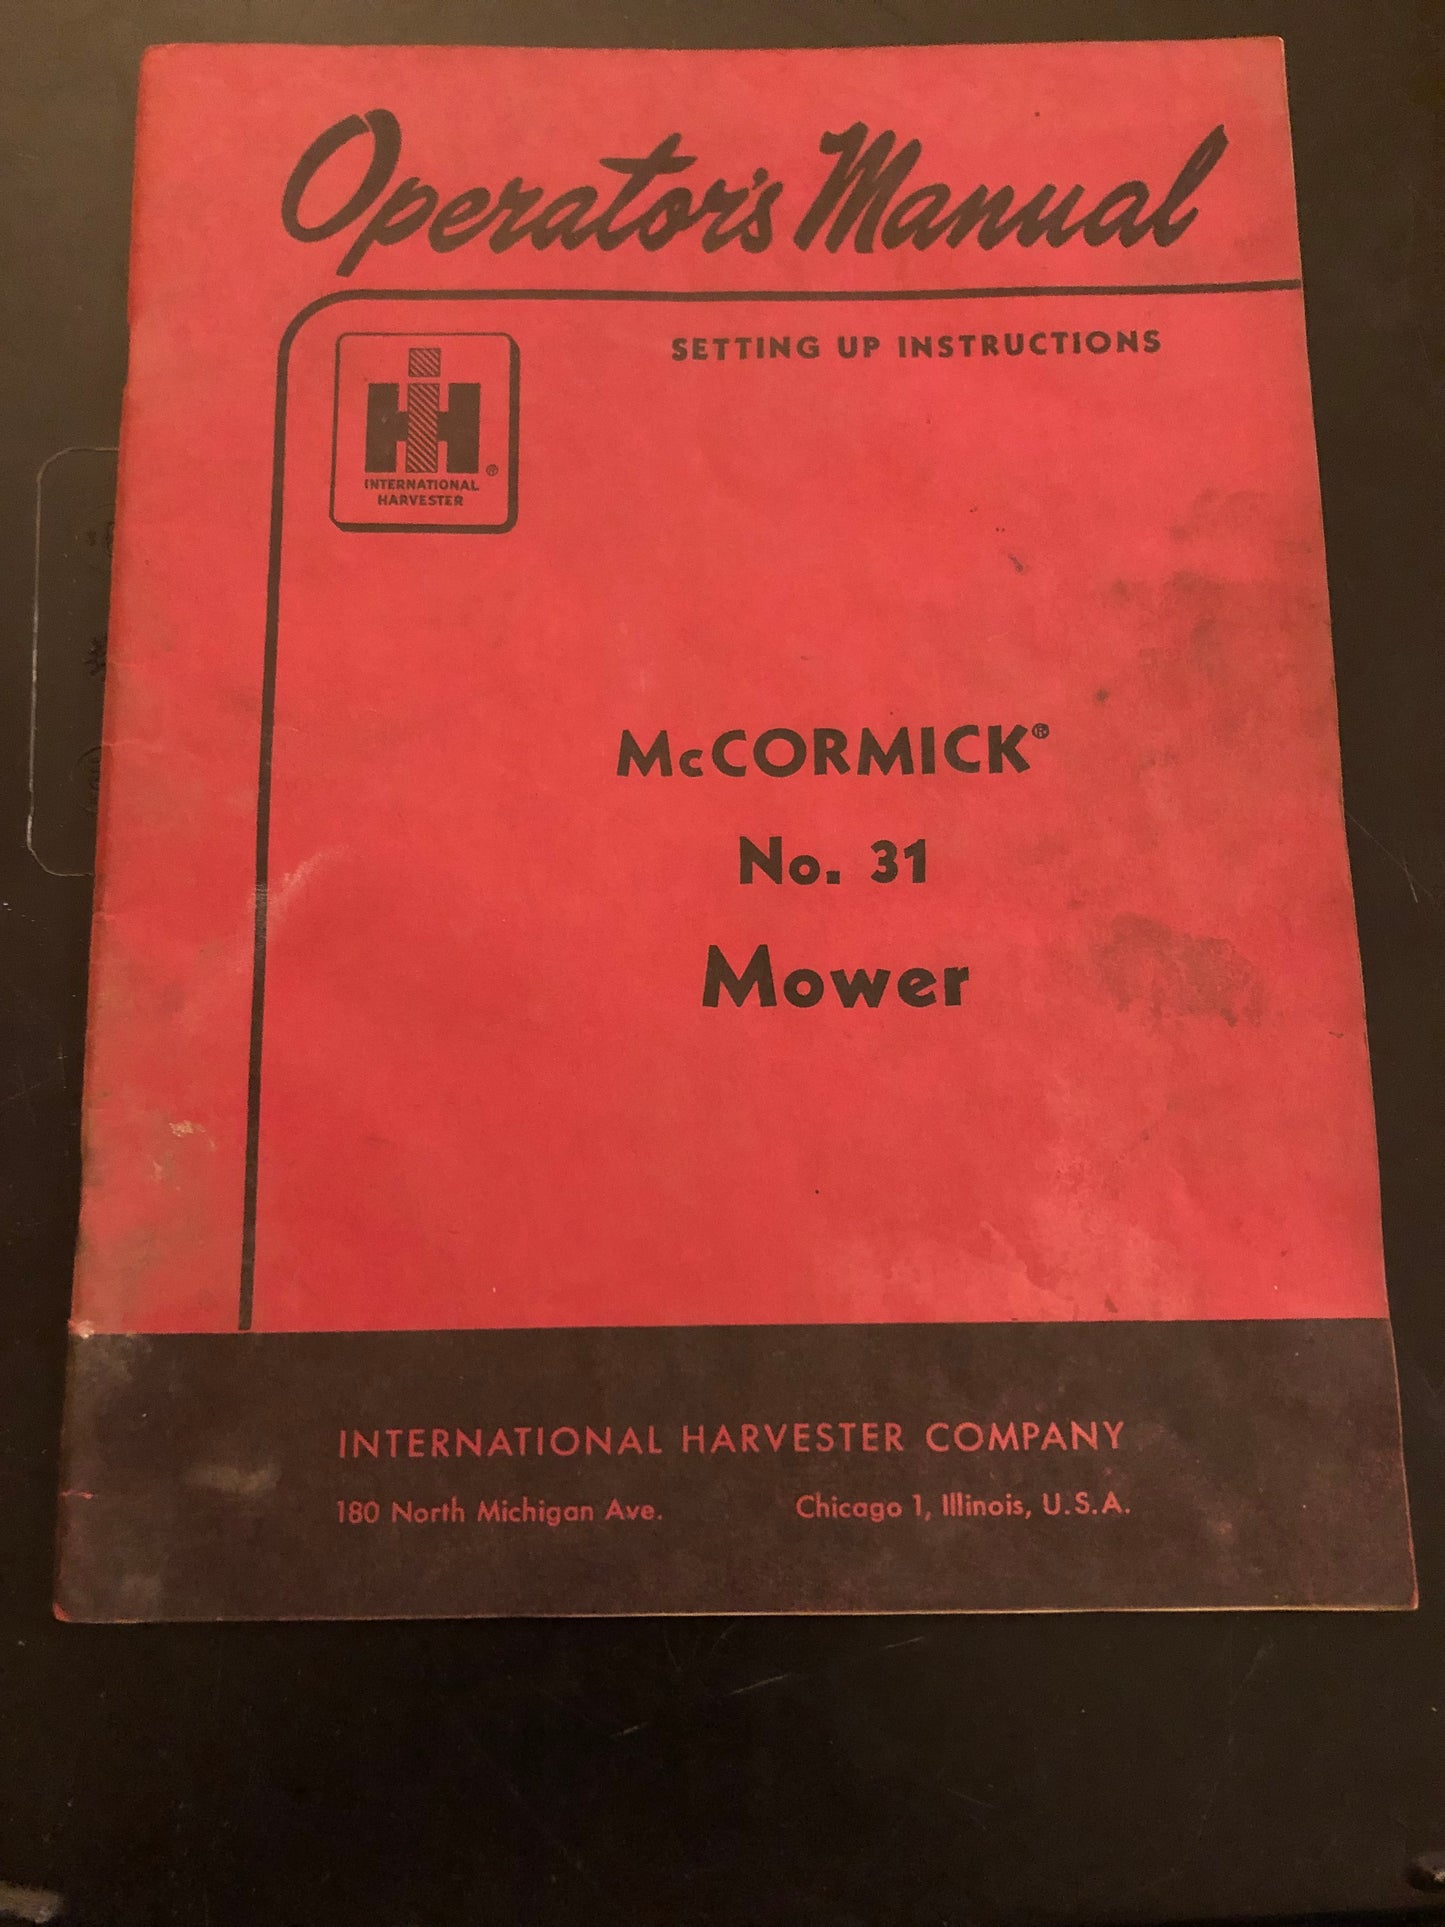 Operator's Manual
SETTING UP INSTRUCTIONS
IH ®
INTERNATIONAL
HARVESTER
McCORMICK®
No. 31
Mower
INTERNATIONAL HARVESTER COMPANY
180 North Michigan Ave. Chicago 1, Illinois, U.S.A.